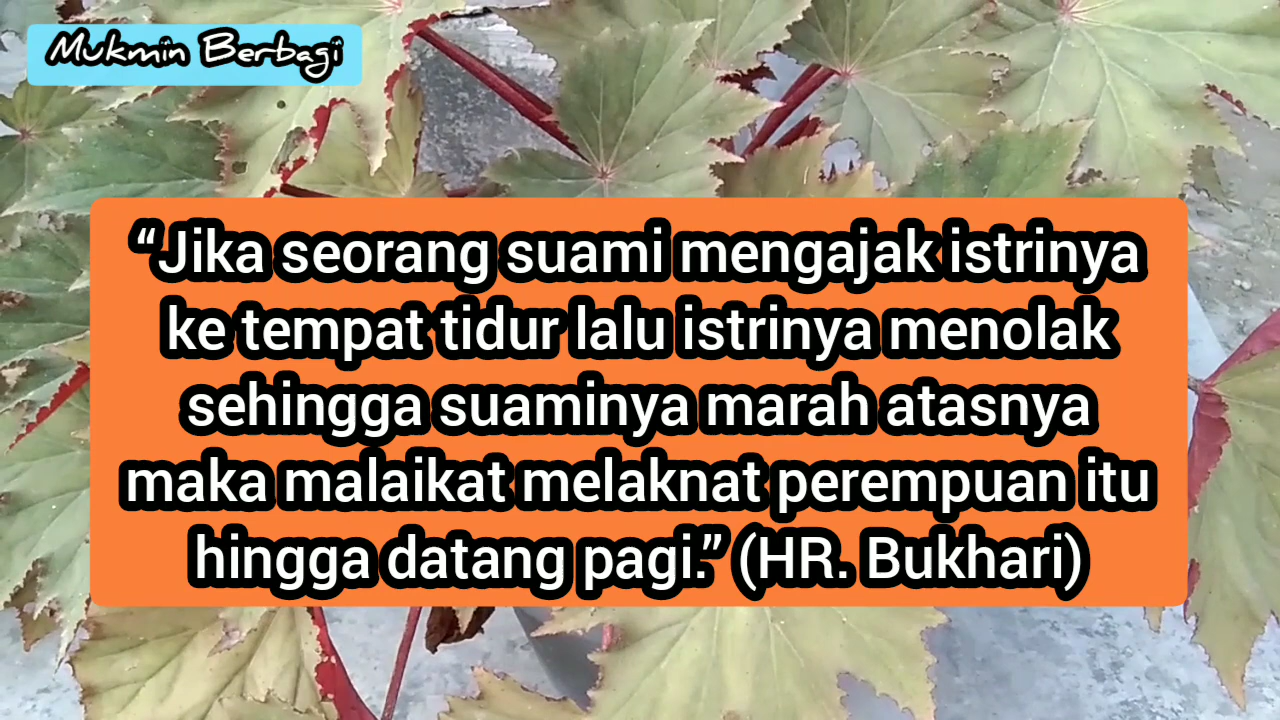 Mukmin Berbagi
“Jika seorang suami mengajak istrinya
ke tempat tidur lalu istrinya menolak
sehingga suaminya marah atasnya
maka malaikat melaknat perempuan itu
hingga datang pagi.” (HR. Bukhari)